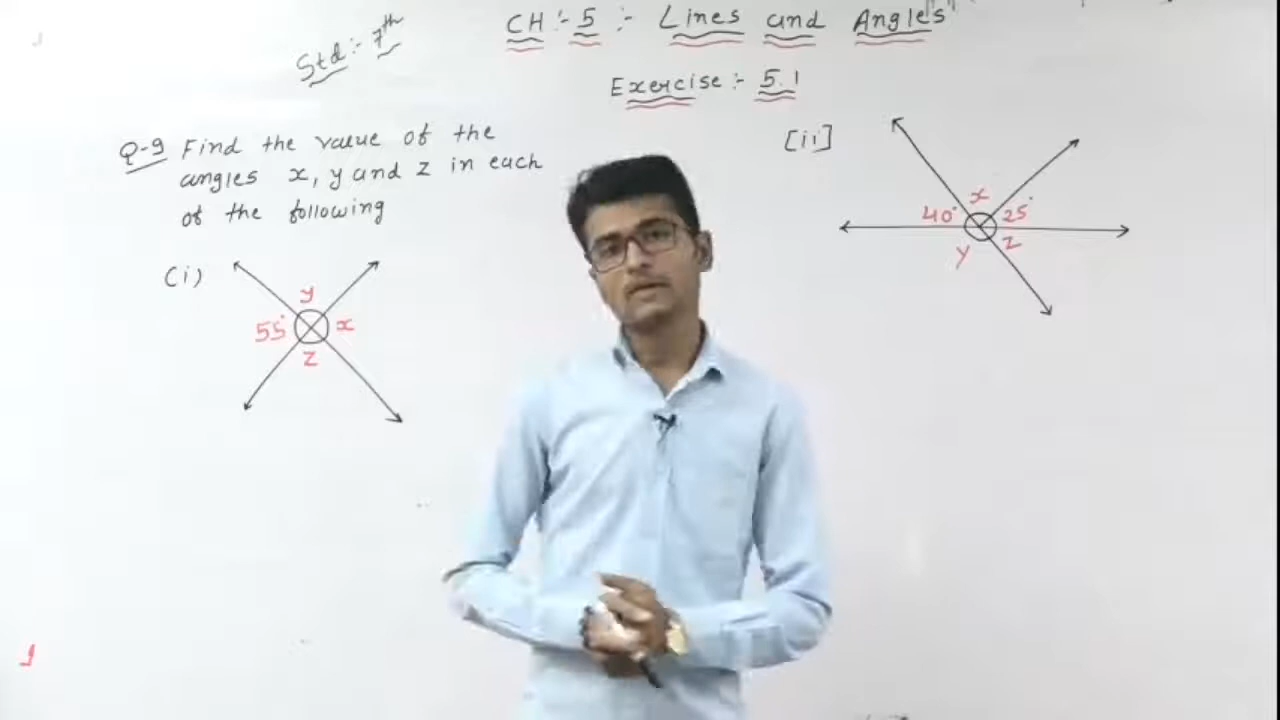 Std:- 7th
CH:- 5 :- Lines and Angles
Exercise:- 5.1
Q-9 Find the value of the
angles x, y and z in each
of the following
(i)
y
55° x
z
[ii]
x
40° 25°
y z